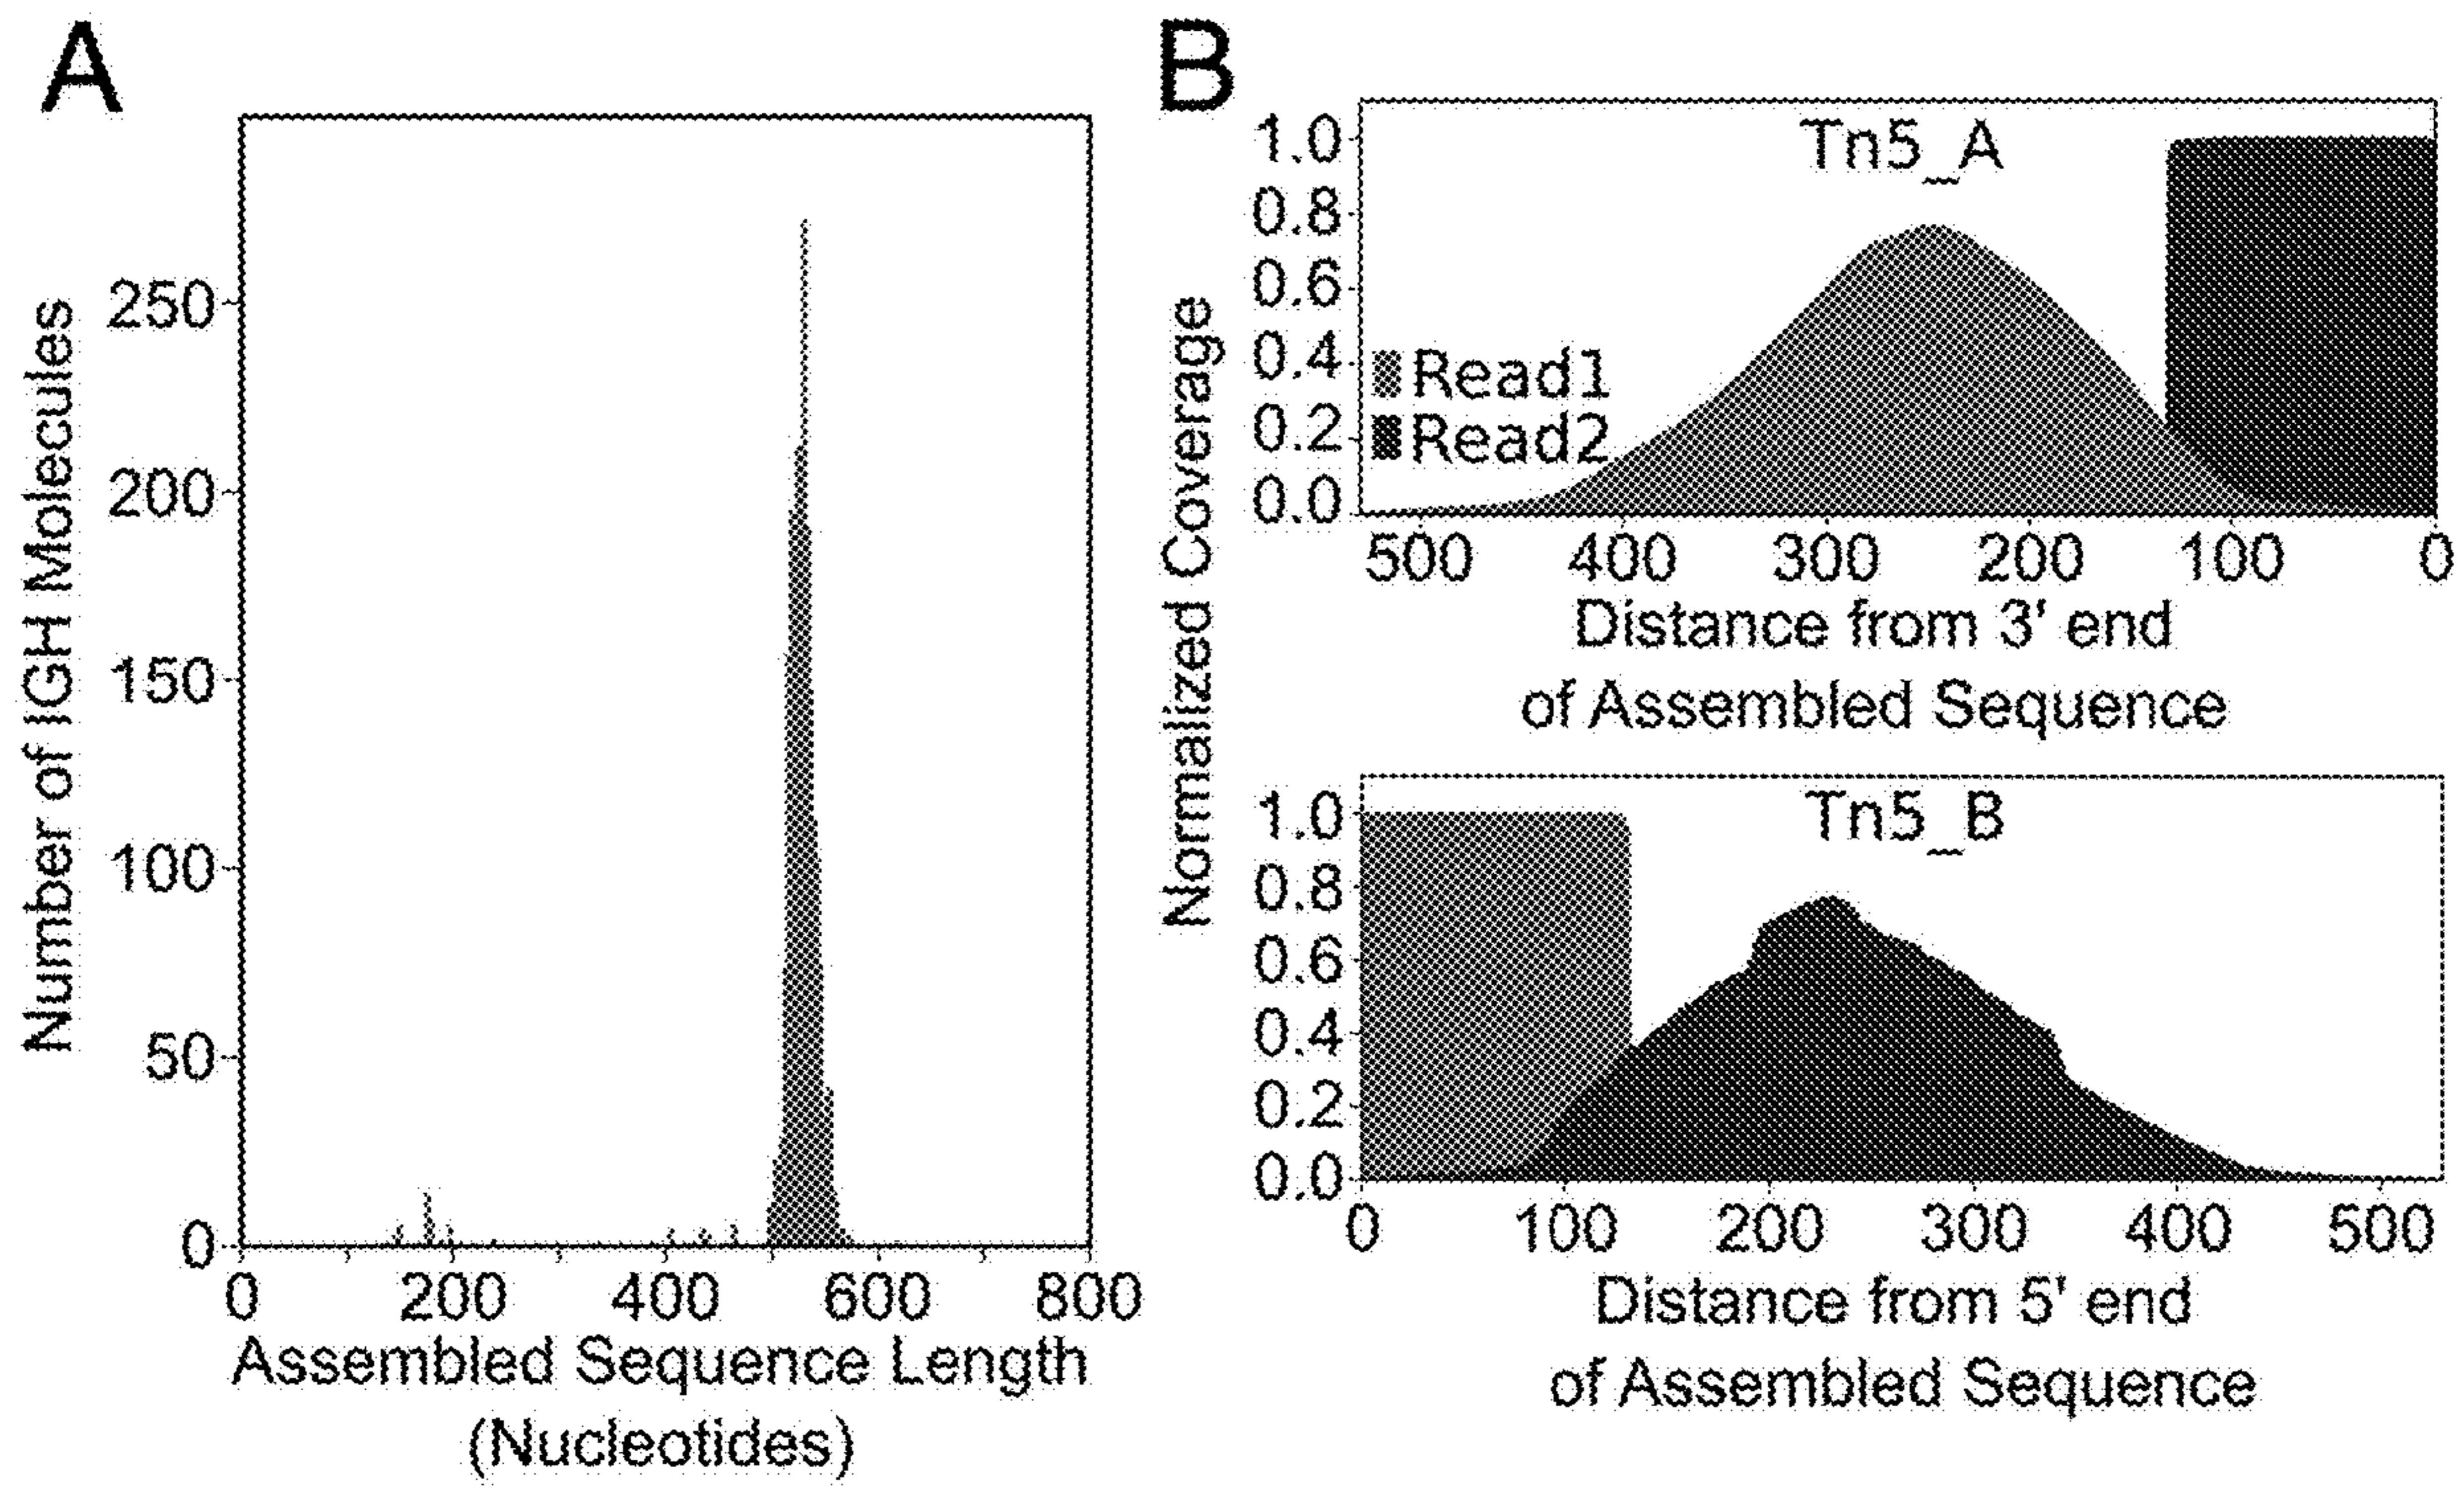 A
Number of IGH Molecules
250
200
150
100
50
0
0 200 400 600 800
Assembled Sequence Length
(Nucleotides)
B
Normalized Coverage
Tn5_A
1.0
0.8
0.6
0.4
0.2
0.0
Read1
Read2
500 400 300 200 100 0
Distance from 3' end
of Assembled Sequence
Tn5_B
1.0
0.8
0.6
0.4
0.2
0.0
0 100 200 300 400 500
Distance from 5' end
of Assembled Sequence